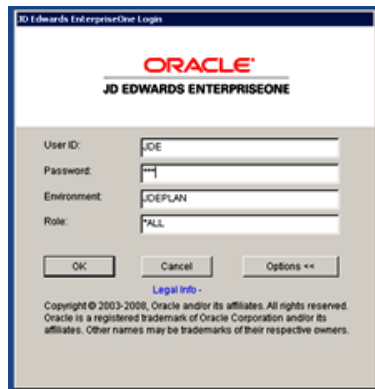 JD Edwards EnterpriseOne Login
ORACLE®
JD EDWARDS ENTERPRISEONE
User ID: JDE
Password: ***
Environment: JDEPLAN
Role: *ALL
OK Cancel Options <<
Legal Info -
Copyright © 2003-2008, Oracle and/or its affiliates. All rights reserved.
Oracle is a registered trademark of Oracle Corporation and/or its
affiliates. Other names may be trademarks of their respective owners.